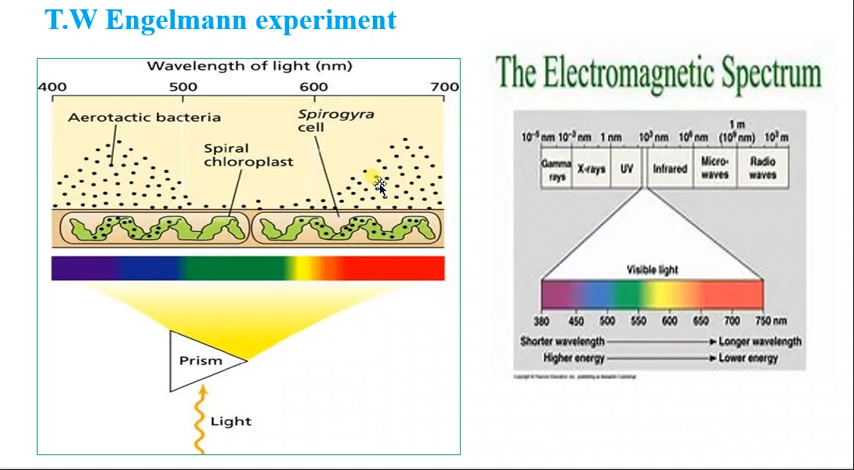 T.W Engelmann experiment
Wavelength of light (nm)
400 500 600 700
Aerotactic bacteria
Spirogyra
cell
Spiral
chloroplast
Prism
Light
The Electromagnetic Spectrum
1 m
10⁻⁵ nm 10⁻³ nm 1 nm 10³ nm 10⁶ nm (10⁹ nm) 10³ m
Gamma
rays
X-rays
UV
Infrared
Micro-
waves
Radio
waves
Visible light
380 450 500 550 600 650 700 750 nm
Shorter wavelength Longer wavelength
Higher energy Lower energy